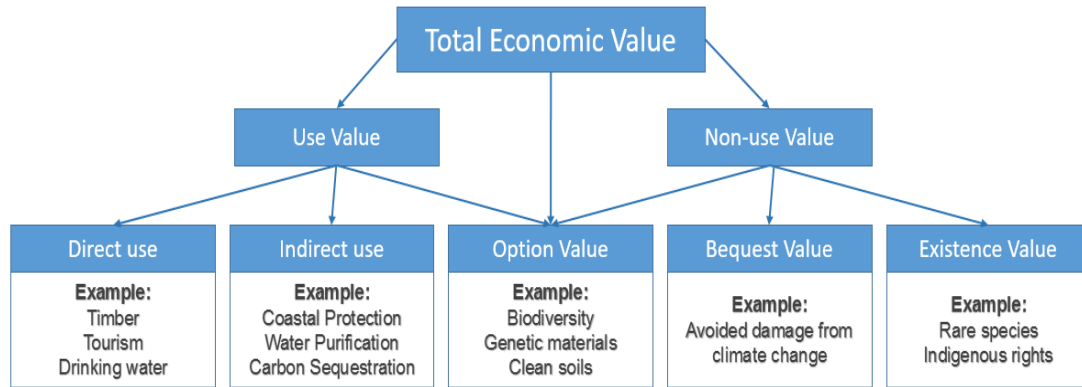 Total Economic Value
Use Value
Non-use Value
Direct use
Example:
Timber
Tourism
Drinking water
Indirect use
Example:
Coastal Protection
Water Purification
Carbon Sequestration
Option Value
Example:
Biodiversity
Genetic materials
Clean soils
Bequest Value
Example:
Avoided damage from
climate change
Existence Value
Example:
Rare species
Indigenous rights